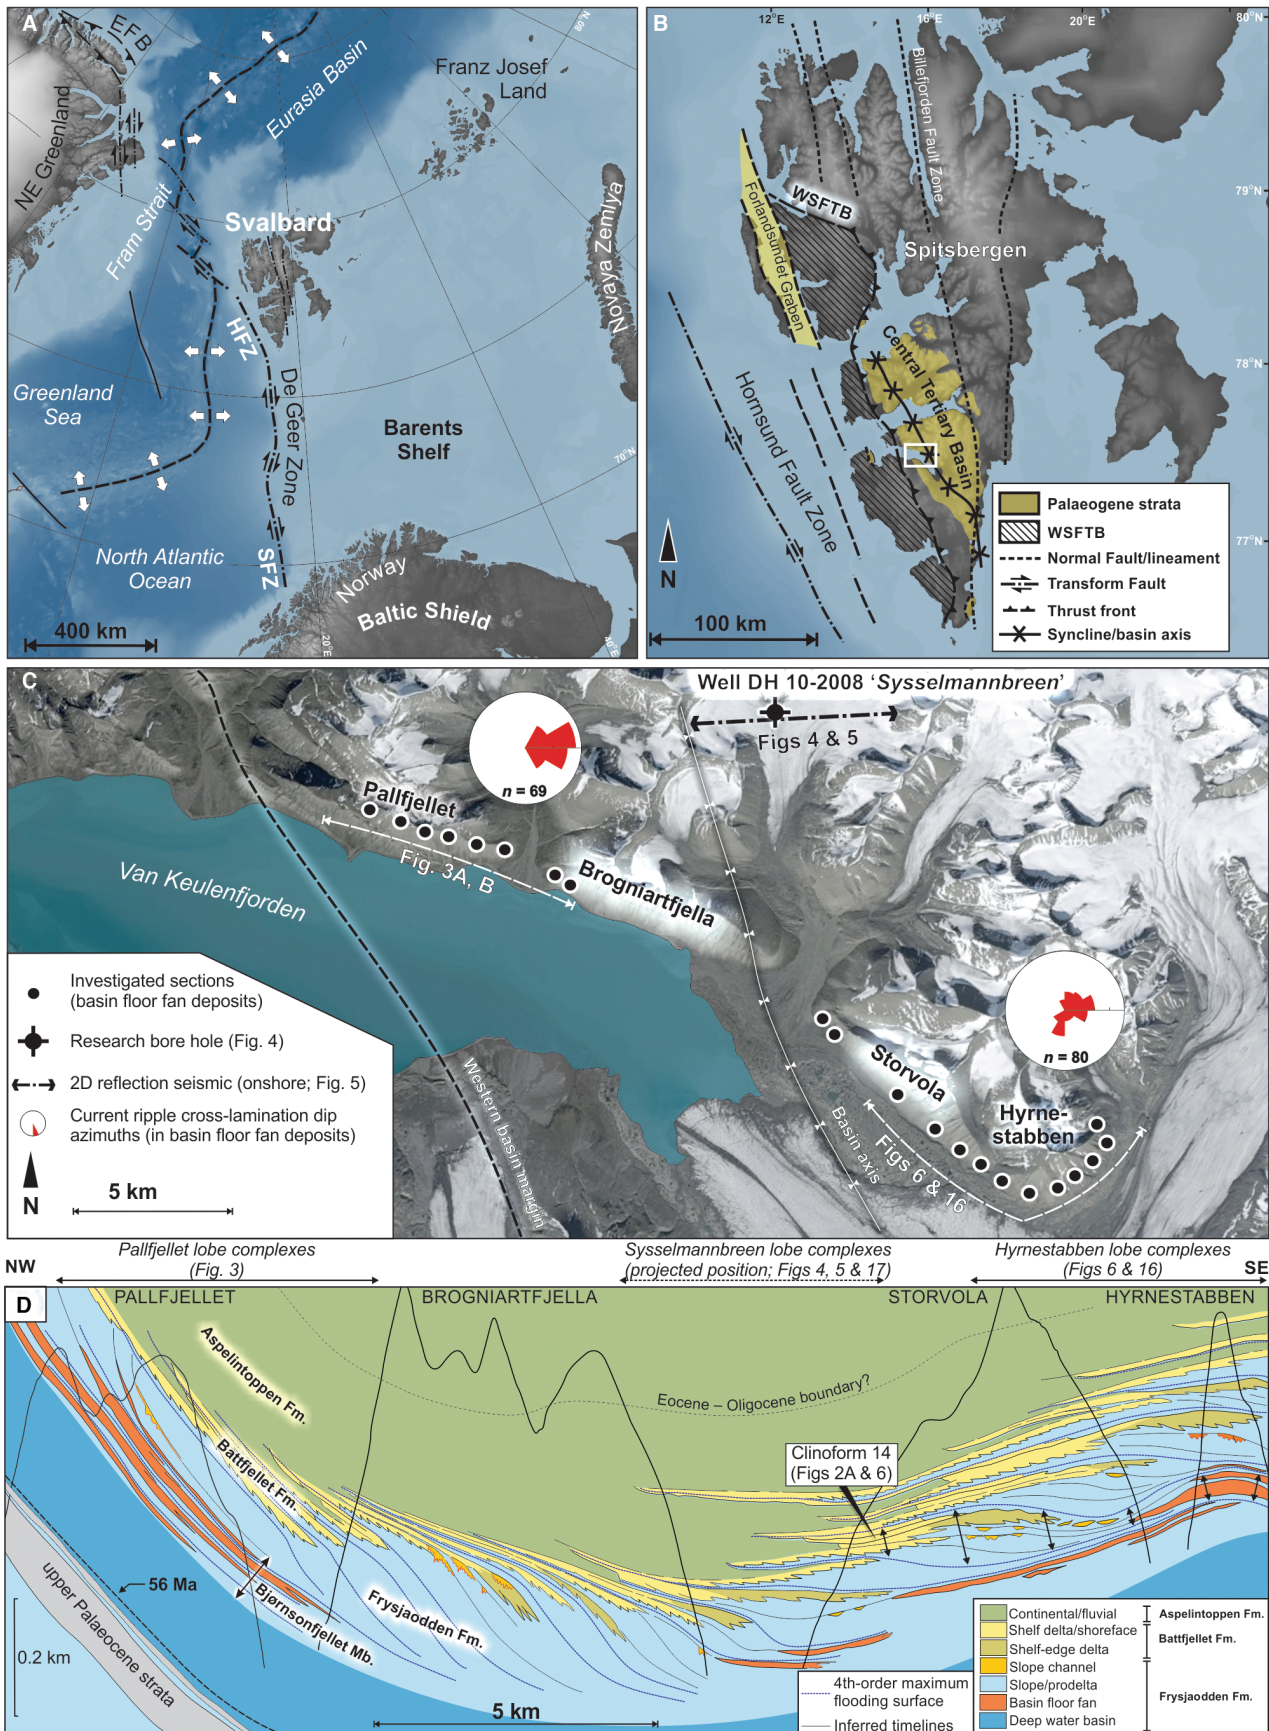 A
EFB
80°N
NE Greenland
Eurasia Basin
Franz Josef
Land
Fram Strait
Svalbard
Novaya Zemlya
HFZ
De Geer Zone
Greenland
Sea
Barents
Shelf
70°N
North Atlantic
Ocean
SFZ
Norway
Baltic Shield
400 km
20°E
40°E
B
12°E
16°E
20°E
80°N
Billefjorden Fault Zone
79°N
WSFTB
Forlandsundet Graben
Spitsbergen
78°N
Central Tertiary Basin
Hornsund Fault Zone
77°N
N
100 km
Palaeogene strata
WSFTB
Normal Fault/lineament
Transform Fault
Thrust front
Syncline/basin axis
C
Well DH 10-2008 ‘Sysselmannbreen’
Figs 4 & 5
n = 69
Pallfjellet
Fig. 3A, B
Brogniartfjella
Van Keulenfjorden
n = 80
Storvola
Hyrne-
stabben
Figs 6 & 16
Basin axis
Western basin margin
Investigated sections
(basin floor fan deposits)
Research bore hole (Fig. 4)
2D reflection seismic (onshore; Fig. 5)
Current ripple cross-lamination dip
azimuths (in basin floor fan deposits)
N
5 km
NW
Pallfjellet lobe complexes
(Fig. 3)
Sysselmannbreen lobe complexes
(projected position; Figs 4, 5 & 17)
Hyrnestabben lobe complexes
(Figs 6 & 16)
SE
D
PALLFJELLET
BROGNIARTFJELLA
STORVOLA
HYRNESTABBEN
Aspelintoppen Fm.
Eocene – Oligocene boundary?
Battfjellet Fm.
Clinoform 14
(Figs 2A & 6)
56 Ma
upper Palaeocene strata
Bjørnsonfjellet Mb.
Frysjaodden Fm.
0.2 km
5 km
4th-order maximum
flooding surface
Inferred timelines
Continental/fluvial
Shelf delta/shoreface
Shelf-edge delta
Slope channel
Slope/prodelta
Basin floor fan
Deep water basin
Aspelintoppen Fm.
Battfjellet Fm.
Frysjaodden Fm.